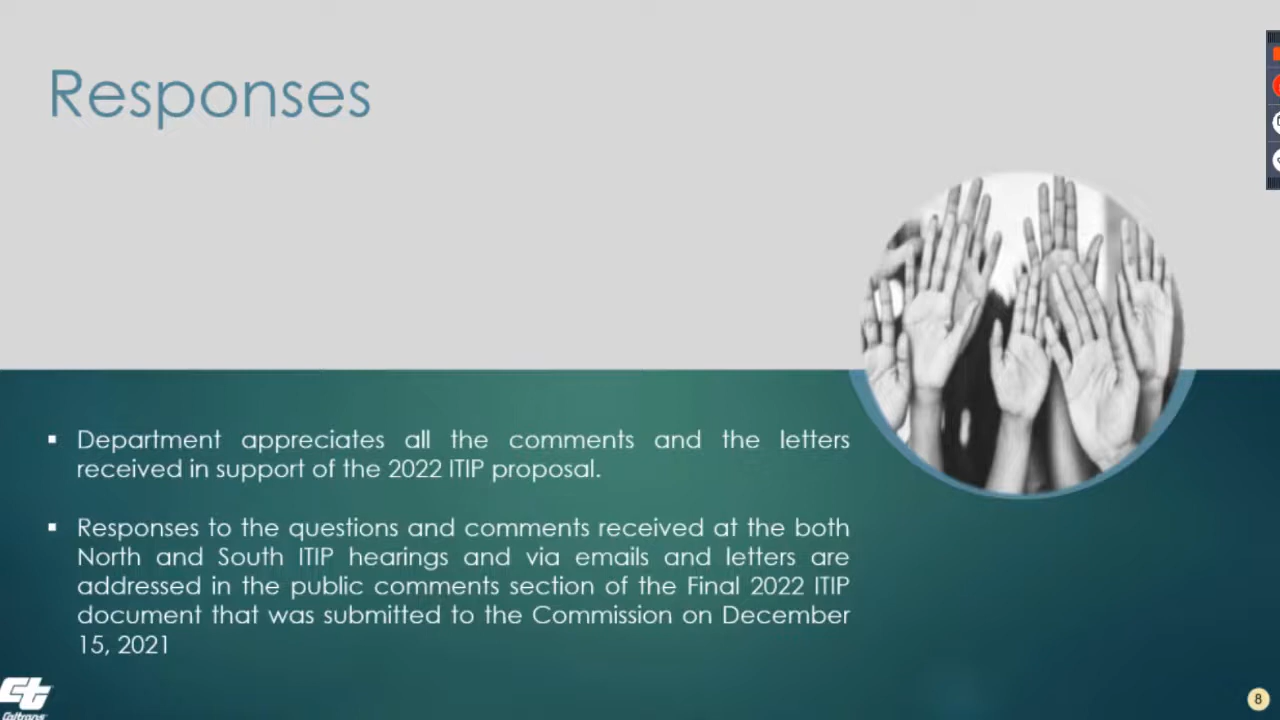 Responses
▪ Department appreciates all the comments and the letters
received in support of the 2022 ITIP proposal.
▪ Responses to the questions and comments received at the both
North and South ITIP hearings and via emails and letters are
addressed in the public comments section of the Final 2022 ITIP
document that was submitted to the Commission on December
15, 2021
ct
Caltrans
8